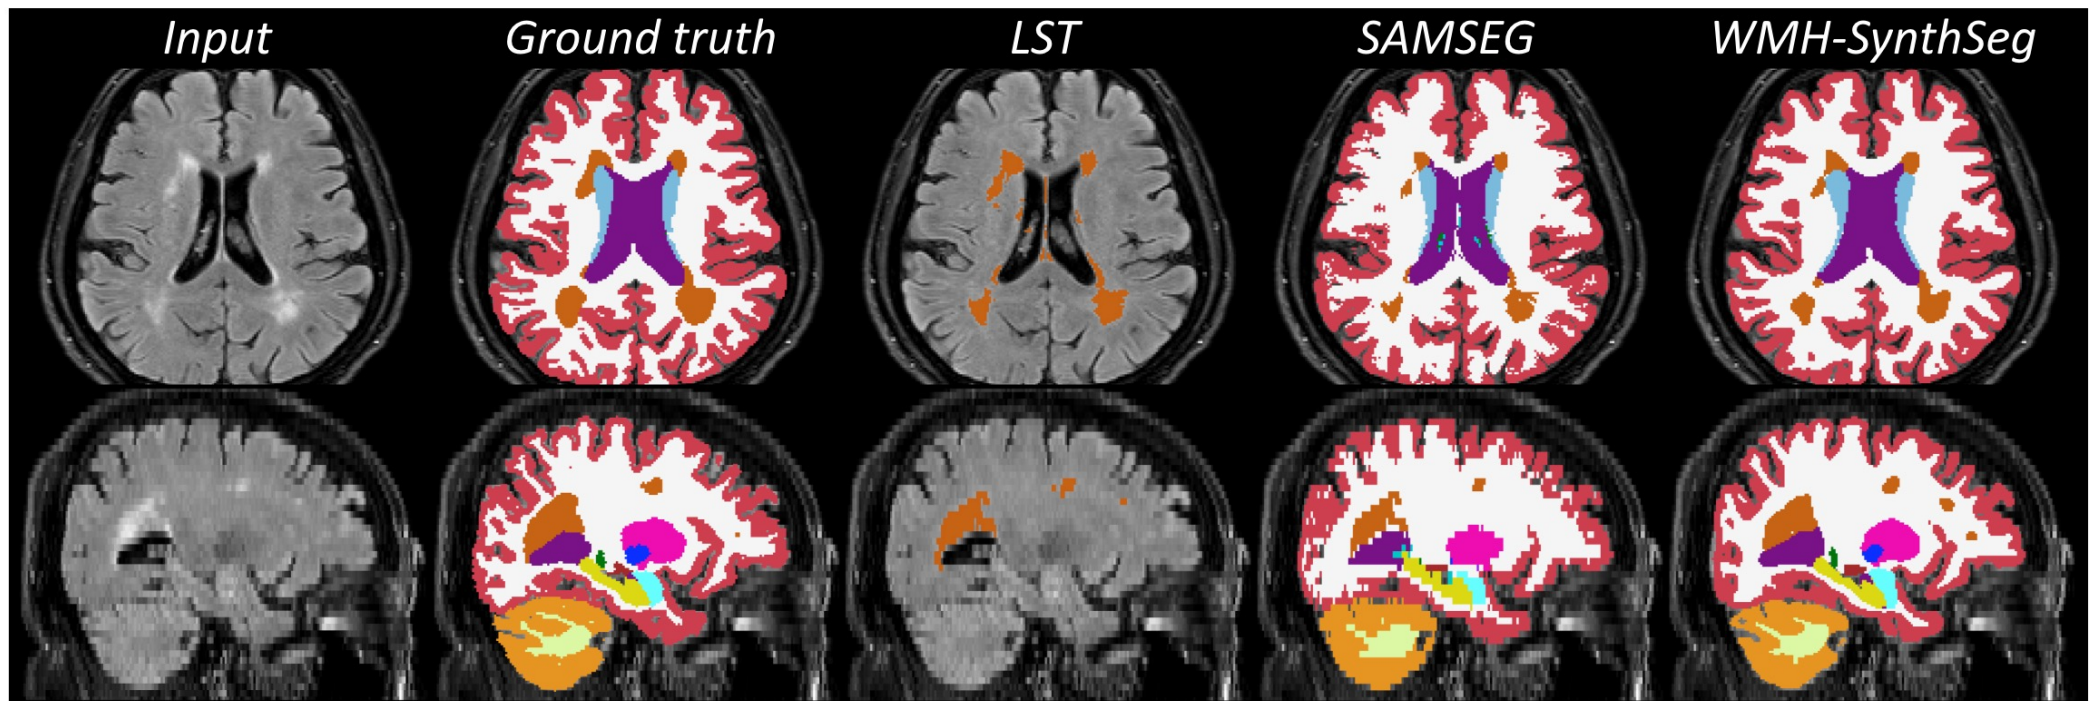 Input
Ground truth
LST
SAMSEG
WMH-SynthSeg